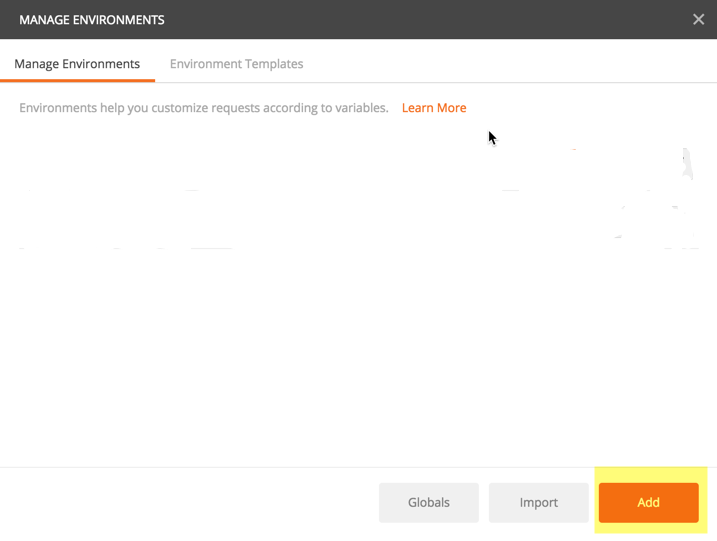 MANAGE ENVIRONMENTS
Manage Environments Environment Templates
Environments help you customize requests according to variables. Learn More
Globals Import Add